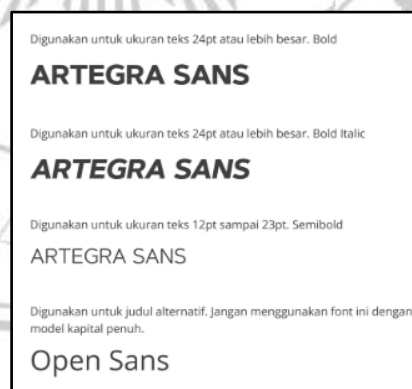 Digunakan untuk ukuran teks 24pt atau lebih besar. Bold
ARTEGRA SANS
Digunakan untuk ukuran teks 24pt atau lebih besar. Bold Italic
ARTEGRA SANS
Digunakan untuk ukuran teks 12pt sampai 23pt. Semibold
ARTEGRA SANS
Digunakan untuk judul alternatif. Jangan menggunakan font ini dengan
model kapital penuh.
Open Sans